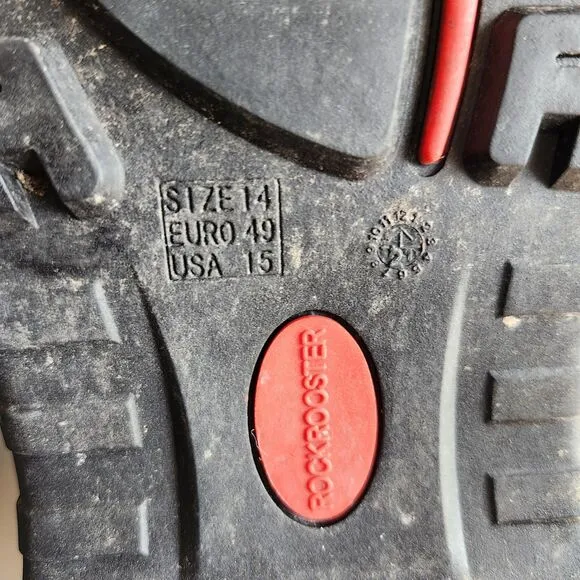 SIZE 14
EURO 49
USA 15
ROCKROOSTER